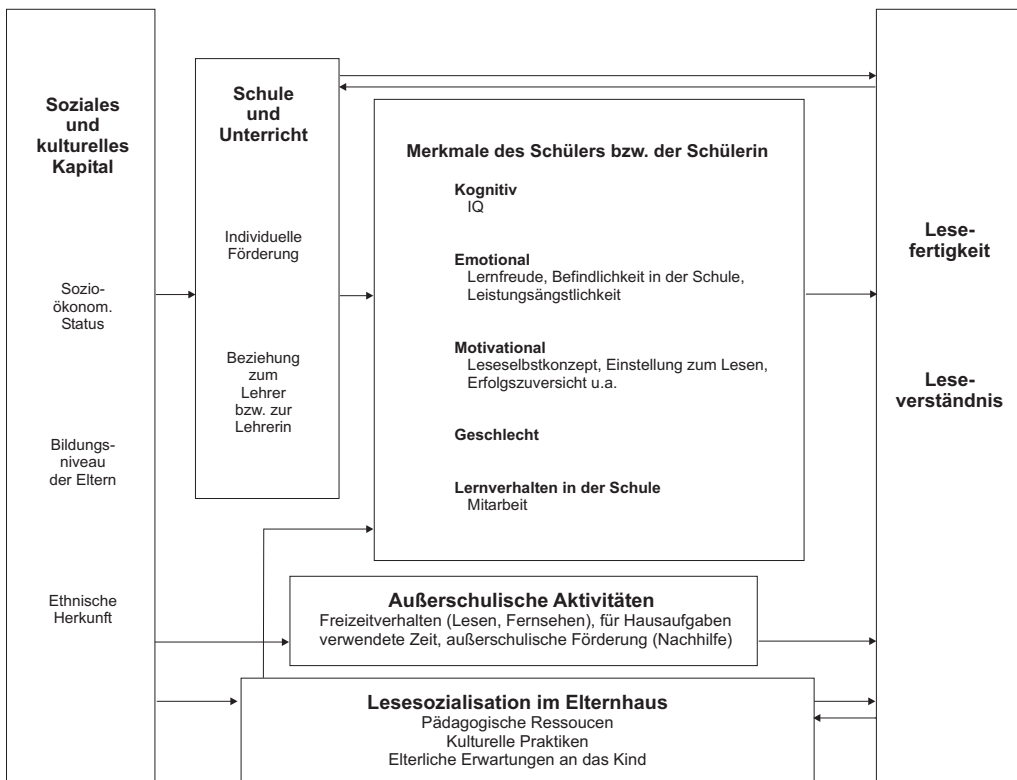 Soziales
und
kulturelles
Kapital
Sozio-
ökonom.
Status
Bildungs-
niveau
der Eltern
Ethnische
Herkunft
Schule
und
Unterricht
Individuelle
Förderung
Beziehung
zum
Lehrer
bzw. zur
Lehrerin
Merkmale des Schülers bzw. der Schülerin
Kognitiv
IQ
Emotional
Lernfreude, Befindlichkeit in der Schule,
Leistungsängstlichkeit
Motivational
Leseselbstkonzept, Einstellung zum Lesen,
Erfolgszuversicht u.a.
Geschlecht
Lernverhalten in der Schule
Mitarbeit
Außerschulische Aktivitäten
Freizeitverhalten (Lesen, Fernsehen), für Hausaufgaben
verwendete Zeit, außerschulische Förderung (Nachhilfe)
Lesesozialisation im Elternhaus
Pädagogische Ressoucen
Kulturelle Praktiken
Elterliche Erwartungen an das Kind
Lese-
fertigkeit
Lese-
verständnis